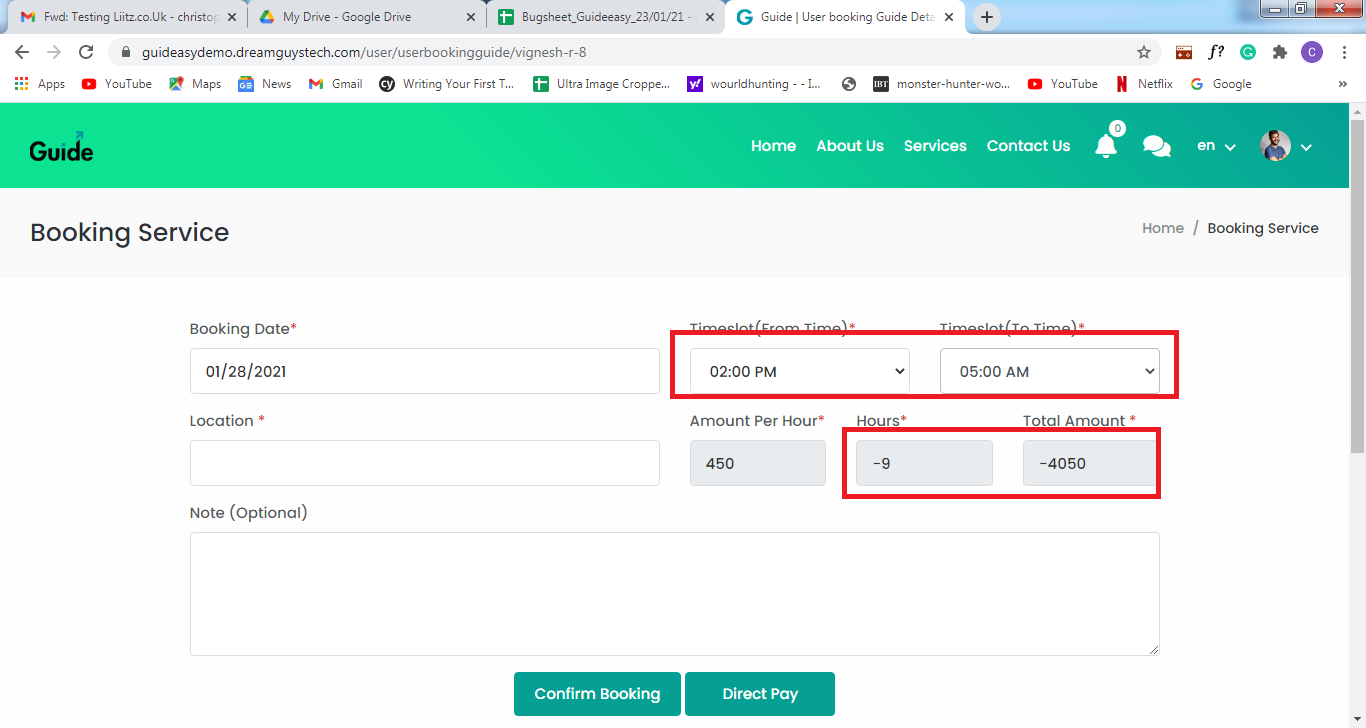 Fwd: Testing Liitz.co.Uk - christop
My Drive - Google Drive
Bugsheet_Guideeasy_23/01/21 -
Guide | User booking Guide Deta
guideasydemo.dreamguystech.com/user/userbookingguide/vignesh-r-8
f?
C
Apps
YouTube
Maps
News
Gmail
cy
Writing Your First T...
Ultra Image Croppe...
wourldhunting - - I...
IBT
monster-hunter-wo...
YouTube
Netflix
Google
»
Guide
Home
About Us
Services
Contact Us
0
en
Booking Service
Home / Booking Service
Booking Date*
Timeslot(From Time)*
Timeslot(To Time)*
01/28/2021
02:00 PM
05:00 AM
Location *
Amount Per Hour*
Hours*
Total Amount *
450
-9
-4050
Note (Optional)
Confirm Booking
Direct Pay